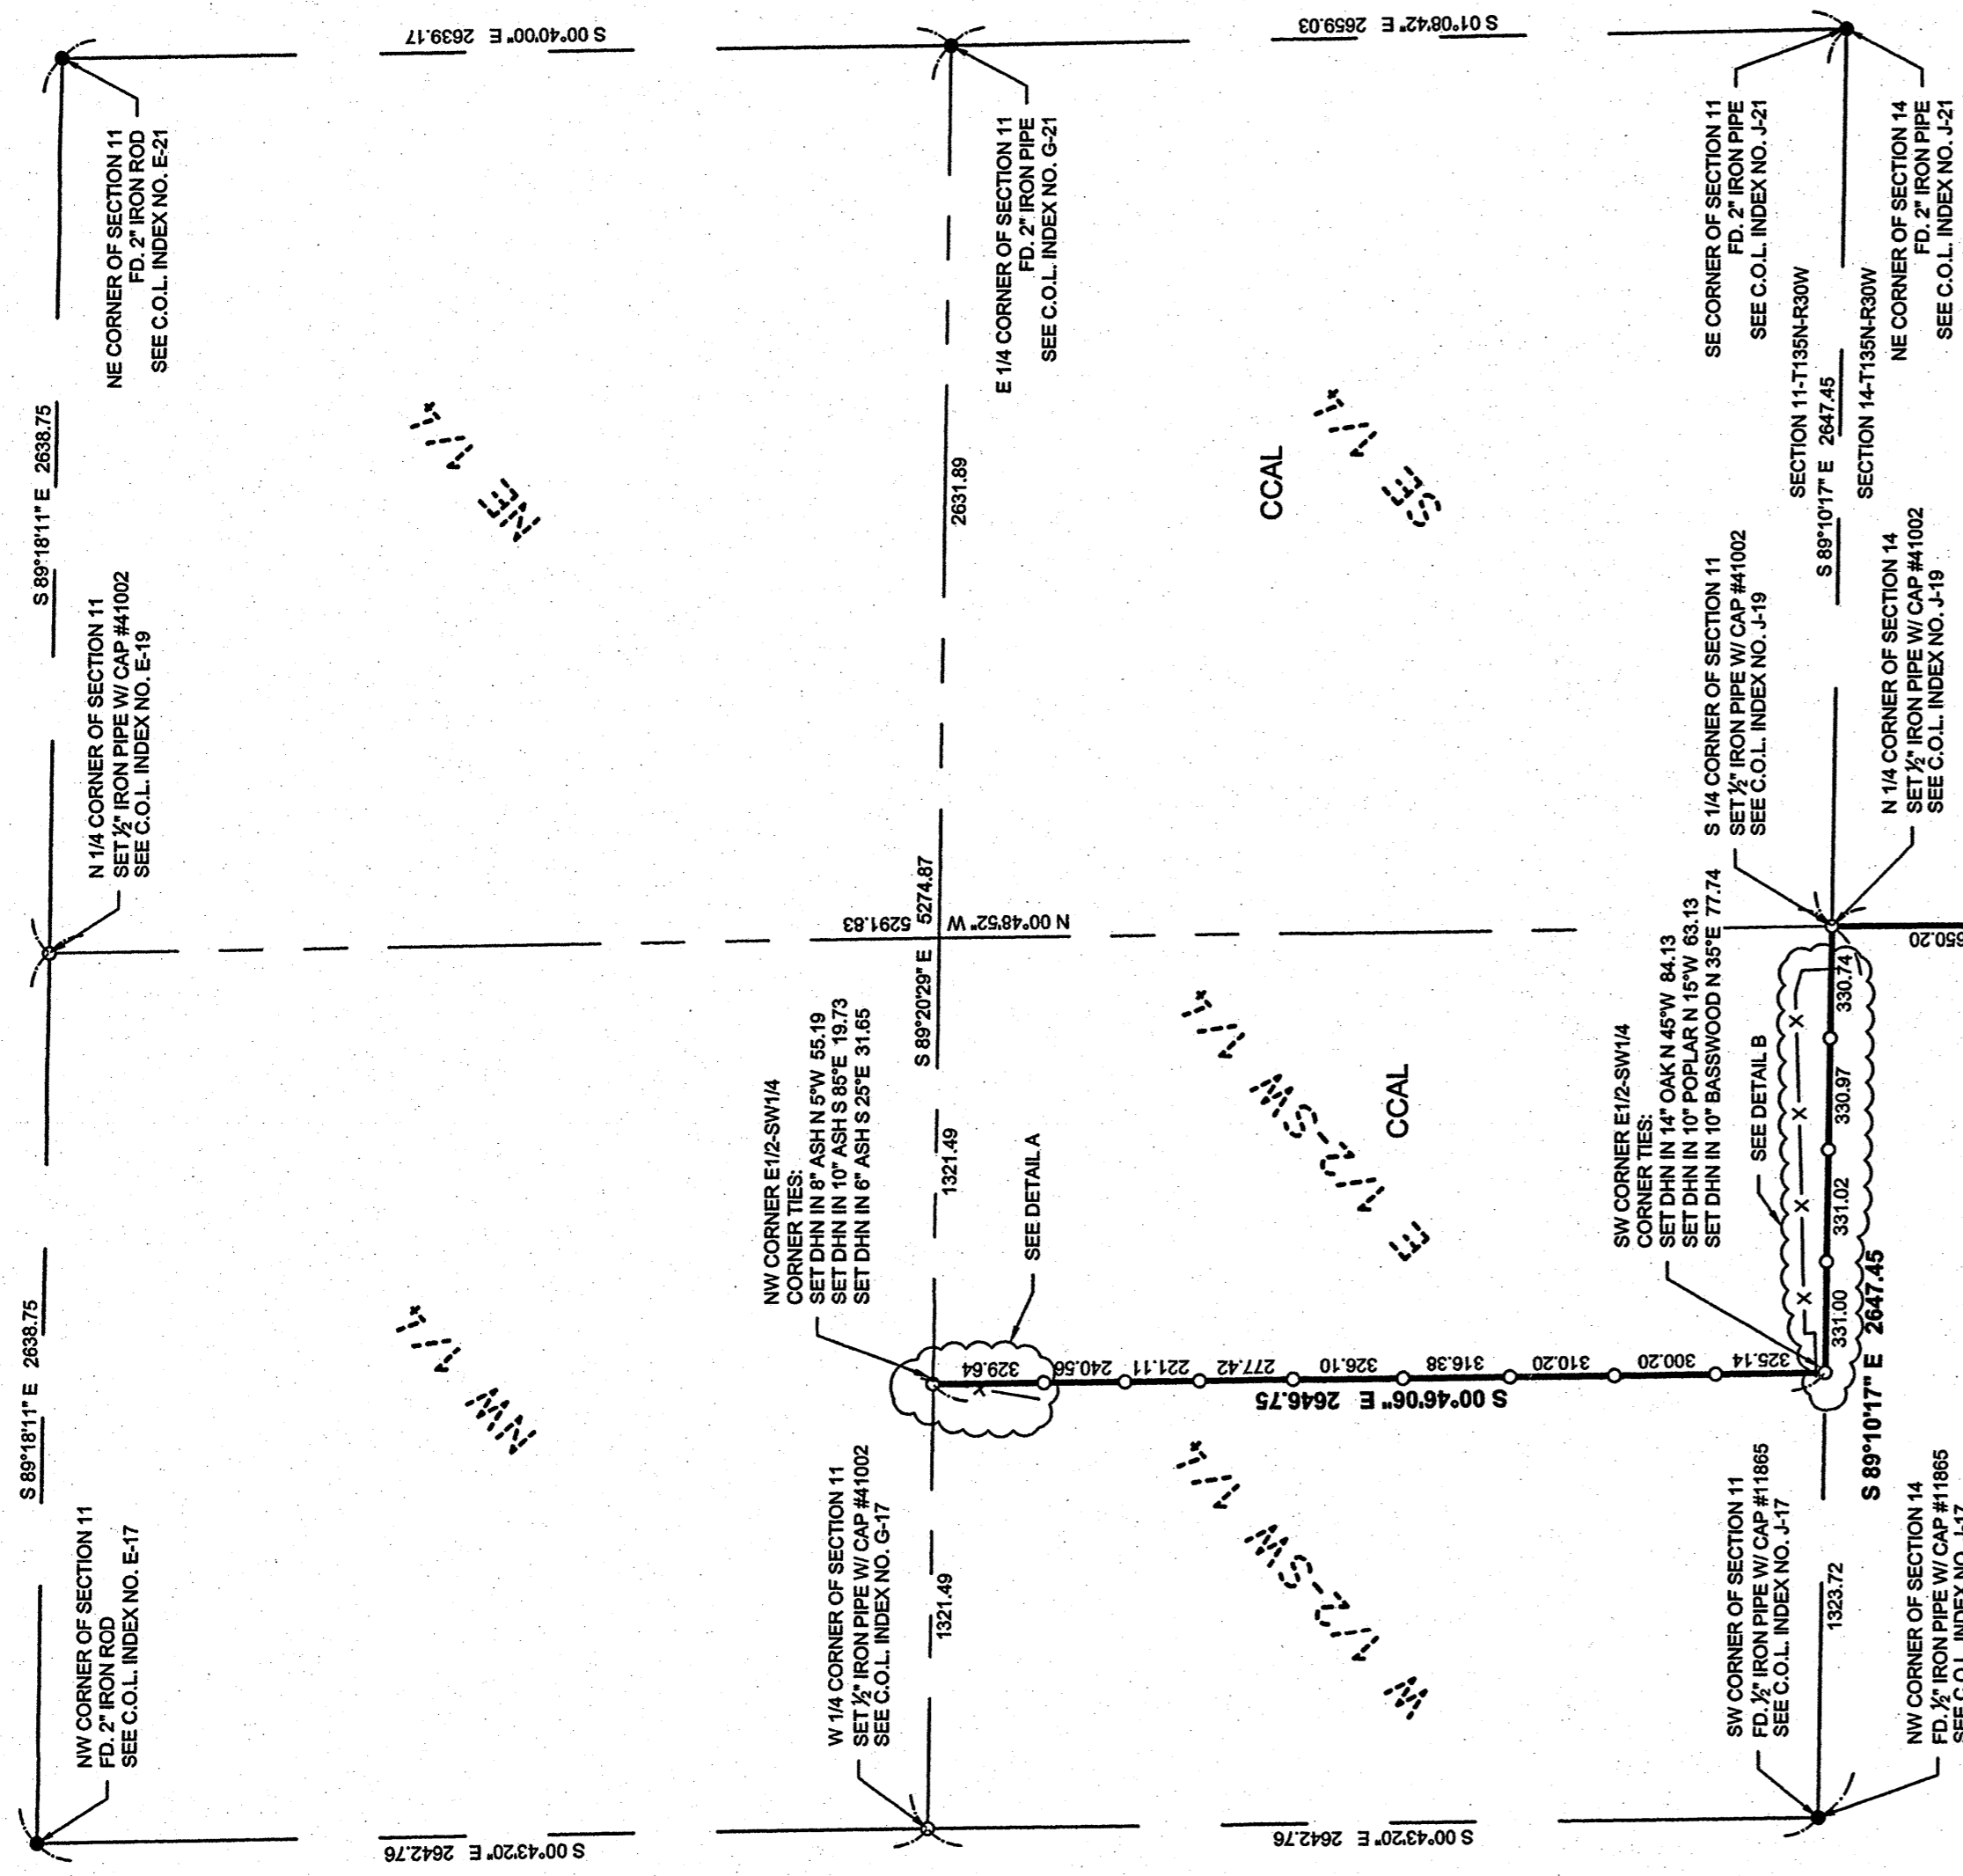 S 89°18'11" E 2638.75
S 89°18'11" E 2638.75
NW CORNER OF SECTION 11
FD. 2" IRON ROD
SEE C.O.L. INDEX NO. E-17
N 1/4 CORNER OF SECTION 11
SET ½" IRON PIPE W/ CAP #41002
SEE C.O.L. INDEX NO. E-19
NE CORNER OF SECTION 11
FD. 2" IRON ROD
SEE C.O.L. INDEX NO. E-21
S 00°43'20" E 2642.76
NW 1/4
NE 1/4
S 00°40'00" E 2639.17
NW CORNER E1/2-SW1/4
CORNER TIES:
SET DHN IN 8" ASH N 5°W 55.19
SET DHN IN 10" ASH S 85°E 19.73
SET DHN IN 6" ASH S 25°E 31.65
W 1/4 CORNER OF SECTION 11
SET ½" IRON PIPE W/ CAP #41002
SEE C.O.L. INDEX NO. G-17
1321.49
1321.49
S 89°20'29" E 5274.87
N 00°48'52" W 5291.83
2631.89
E 1/4 CORNER OF SECTION 11
FD. 2" IRON PIPE
SEE C.O.L. INDEX NO. G-21
SEE DETAIL A
329.64
240.56
221.11
277.42
326.10
316.38
310.20
300.20
325.14
S 00°46'06" E 2646.75
S 00°43'20" E 2642.76
W 1/2-SW 1/4
E 1/2-SW 1/4
CCAL
CCAL
SE 1/4
S 01°08'42" E 2659.03
SW CORNER E1/2-SW1/4
CORNER TIES:
SET DHN IN 14" OAK N 45°W 84.13
SET DHN IN 10" POPLAR N 15°W 63.13
SET DHN IN 10" BASSWOOD N 35°E 77.74
SEE DETAIL B
S 1/4 CORNER OF SECTION 11
SET ½" IRON PIPE W/ CAP #41002
SEE C.O.L. INDEX NO. J-19
SE CORNER OF SECTION 11
FD. 2" IRON PIPE
SEE C.O.L. INDEX NO. J-21
SECTION 11-T135N-R30W
S 89°10'17" E 2647.45
SECTION 14-T135N-R30W
SW CORNER OF SECTION 11
FD. ½" IRON PIPE W/ CAP #11865
SEE C.O.L. INDEX NO. J-17
1323.72
331.00
331.02
330.97
330.74
S 89°10'17" E 2647.45
NW CORNER OF SECTION 14
FD. ½" IRON PIPE W/ CAP #11865
SEE C.O.L. INDEX NO. J-17
N 1/4 CORNER OF SECTION 14
SET ½" IRON PIPE W/ CAP #41002
SEE C.O.L. INDEX NO. J-19
NE CORNER OF SECTION 14
FD. 2" IRON PIPE
SEE C.O.L. INDEX NO. J-21